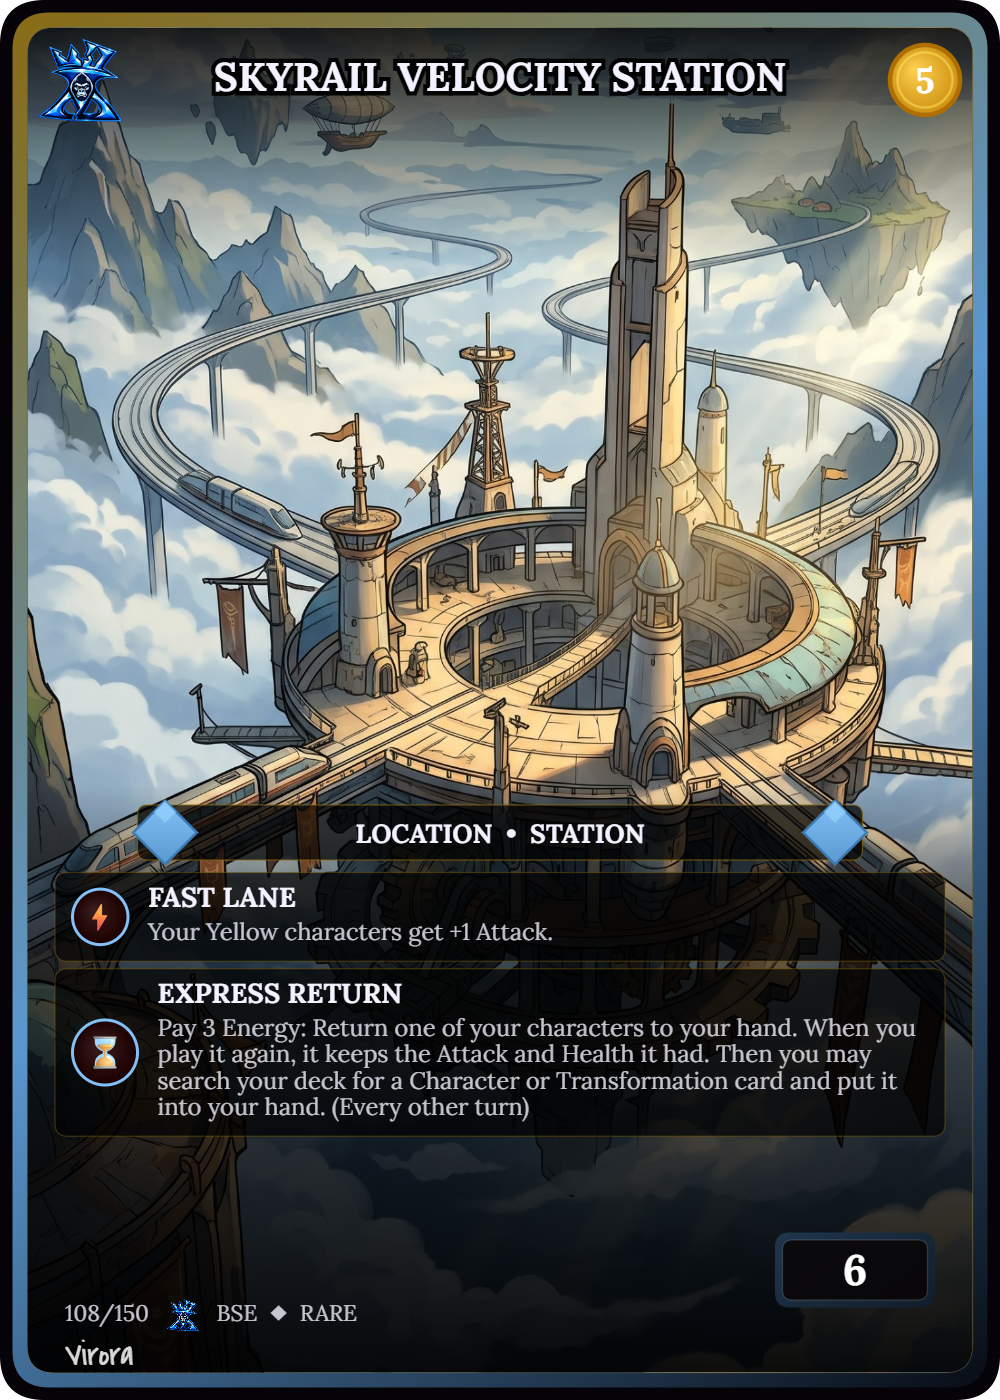 SKYRAIL VELOCITY STATION
5
LOCATION • STATION
FAST LANE
Your Yellow characters get +1 Attack.
EXPRESS RETURN
Pay 3 Energy: Return one of your characters to your hand. When you
play it again, it keeps the Attack and Health it had. Then you may
search your deck for a Character or Transformation card and put it
into your hand. (Every other turn)
6
108/150 BSE ◆ RARE
Virora